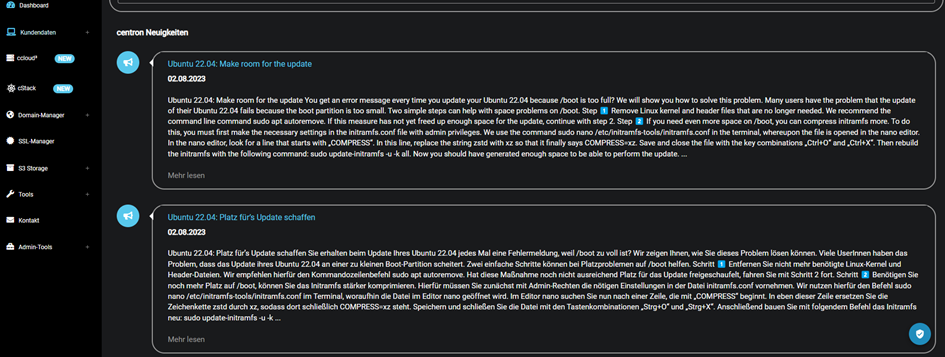 Dashboard
Kundendaten +
ccloud³ NEW
cStack NEW
Domain-Manager +
SSL-Manager
S3 Storage +
Tools +
Kontakt
Admin-Tools +
centron Neuigkeiten
Ubuntu 22.04: Make room for the update
02.08.2023
Ubuntu 22.04: Make room for the update You get an error message every time you update your Ubuntu 22.04 because /boot is too full? We will show you how to solve this problem. Many users have the problem that the update
of their Ubuntu 22.04 fails because the boot partition is too small. Two simple steps can help with space problems on /boot. Step 1 Remove Linux kernel and header files that are no longer needed. We recommend the
command line command sudo apt autoremove. If this measure has not yet freed up enough space for the update, continue with step 2. Step 2 If you need even more space on /boot, you can compress initramfs more. To do
this, you must first make the necessary settings in the initramfs.conf file with admin privileges. We use the command sudo nano /etc/initramfs-tools/initramfs.conf in the terminal, whereupon the file is opened in the nano editor.
In the nano editor, look for a line that starts with „COMPRESS“. In this line, replace the string zstd with xz so that it finally says COMPRESS=xz. Save and close the file with the key combinations „Ctrl+O“ and „Ctrl+X“. Then rebuild
the initramfs with the following command: sudo update-initramfs -u -k all. Now you should have generated enough space to be able to perform the update. ...
Mehr lesen
Ubuntu 22.04: Platz für's Update schaffen
02.08.2023
Ubuntu 22.04: Platz für's Update schaffen Sie erhalten beim Update Ihres Ubuntu 22.04 jedes Mal eine Fehlermeldung, weil /boot zu voll ist? Wir zeigen Ihnen, wie Sie dieses Problem lösen können. Viele UserInnen haben das
Problem, dass das Update ihres Ubuntu 22.04 an einer zu kleinen Boot-Partition scheitert. Zwei einfache Schritte können bei Platzproblemen auf /boot helfen. Schritt 1 Entfernen Sie nicht mehr benötigte Linux-Kernel und
Header-Dateien. Wir empfehlen hierfür den Kommandozeilenbefehl sudo apt autoremove. Hat diese Maßnahme noch nicht ausreichend Platz für das Update freigeschaufelt, fahren Sie mit Schritt 2 fort. Schritt 2 Benötigen Sie
noch mehr Platz auf /boot, können Sie das Initramfs stärker komprimieren. Hierfür müssen Sie zunächst mit Admin-Rechten die nötigen Einstellungen in der Datei initramfs.conf vornehmen. Wir nutzen hierfür den Befehl sudo
nano /etc/initramfs-tools/initramfs.conf im Terminal, woraufhin die Datei im Editor nano geöffnet wird. Im Editor nano suchen Sie nun nach einer Zeile, die mit „COMPRESS“ beginnt. In eben dieser Zeile ersetzen Sie die
Zeichenkette zstd durch xz, sodass dort schließlich COMPRESS=xz steht. Speichern und schließen Sie die Datei mit den Tastenkombinationen „Strg+O“ und „Strg+X“. Anschließend bauen Sie mit folgendem Befehl das Initramfs
neu: sudo update-initramfs -u -k ...
Mehr lesen